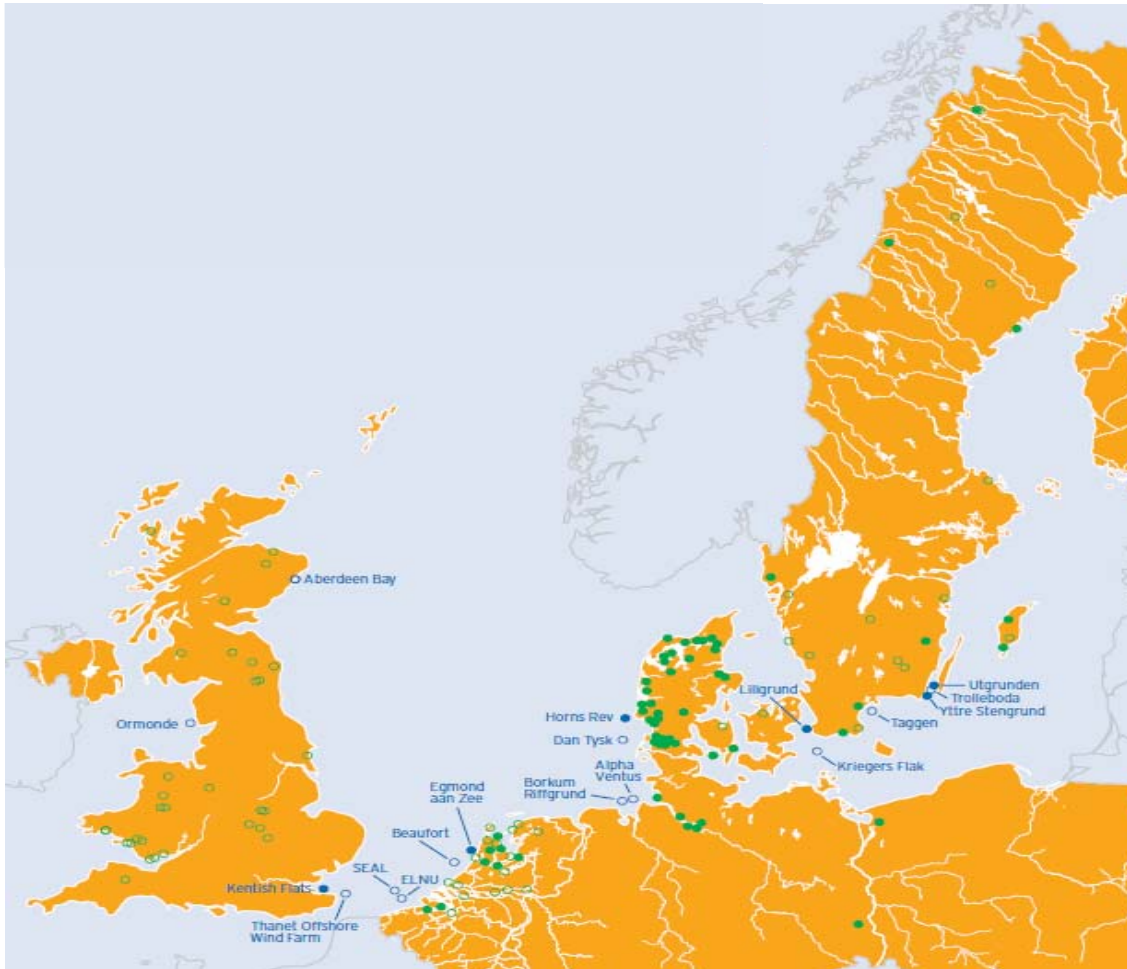 Aberdeen Bay
Ormonde
Utgrunden
Lillgrund
Trolleboda
Yttre Stengrund
Taggen
Horns Rev
Dan Tysk
Kriegers Flak
Alpha
Ventus
Borkum
Riffgrund
Egmond
aan Zee
Beaufort
SEAL
ELNU
Kentish Flats
Thanet Offshore
Wind Farm